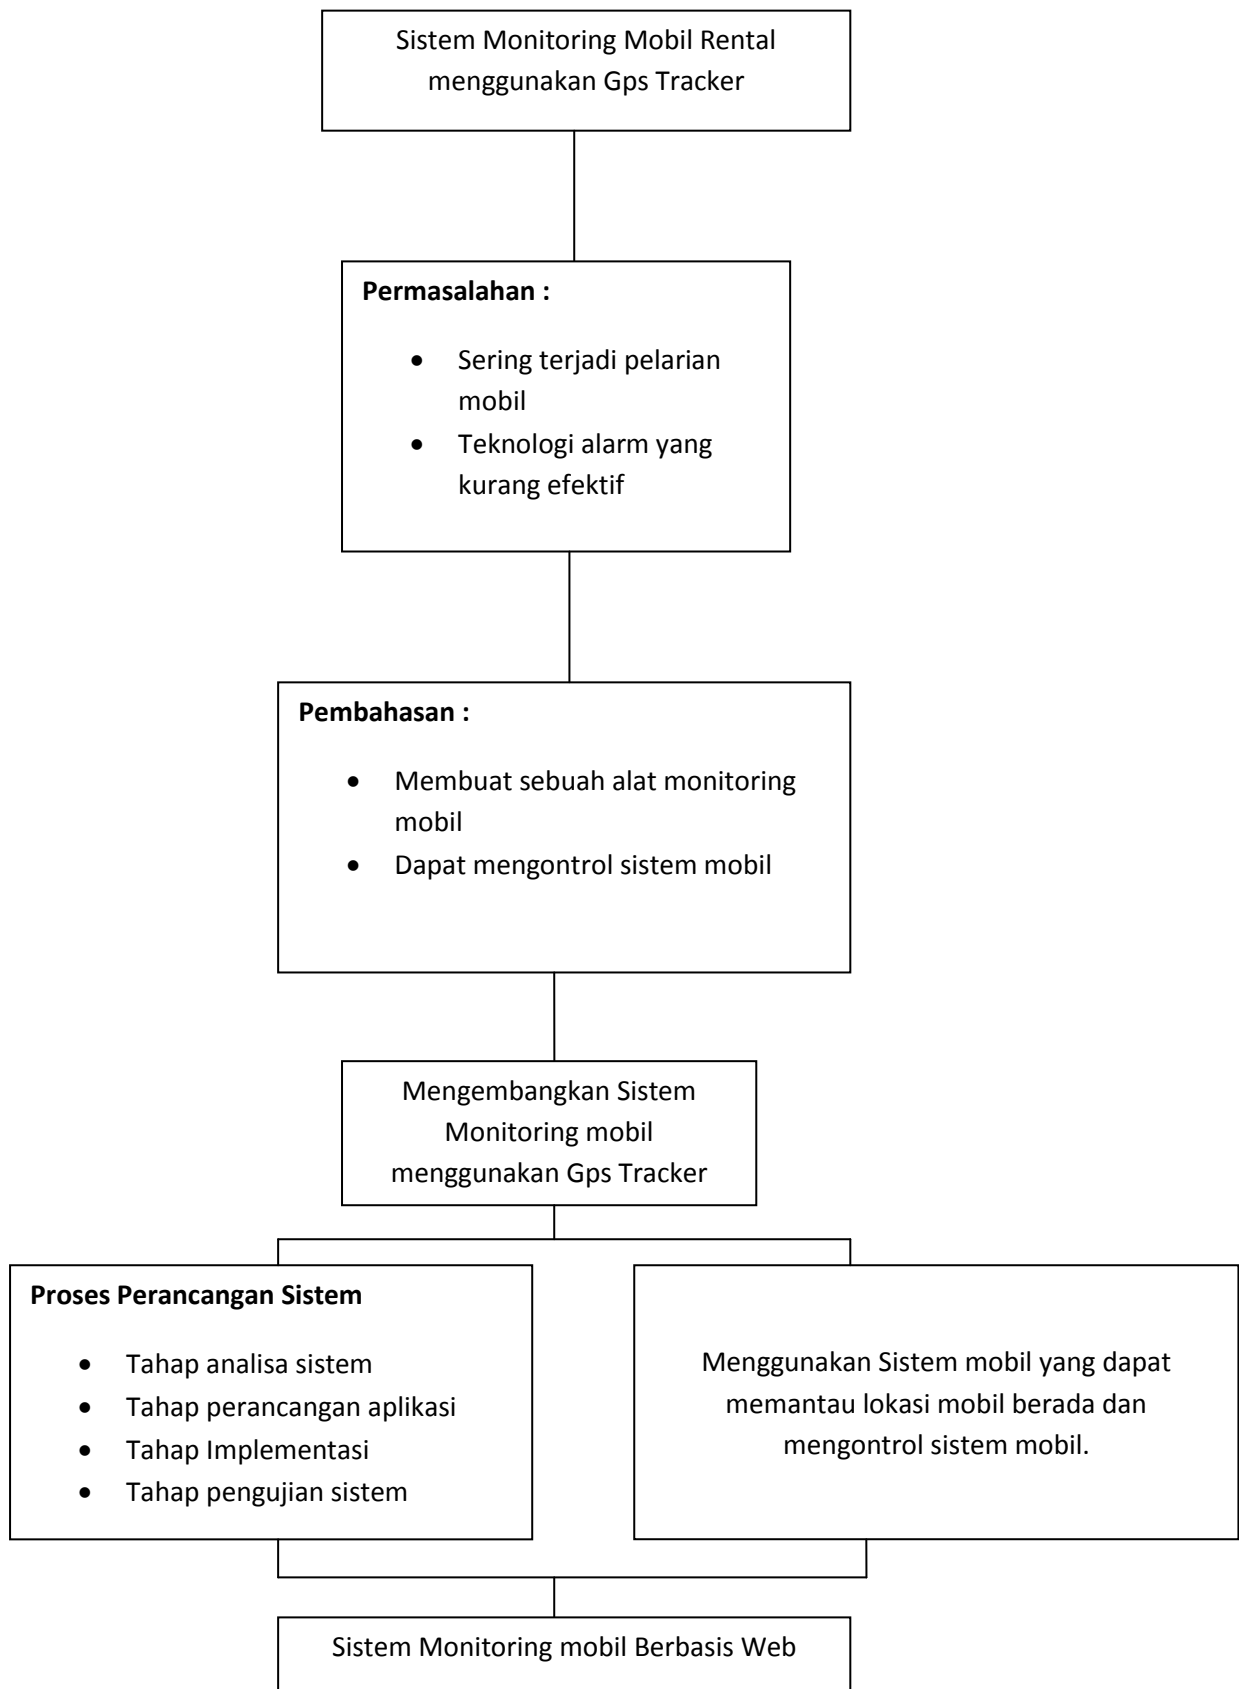 Sistem Monitoring Mobil Rental
menggunakan Gps Tracker
Permasalahan :
• Sering terjadi pelarian
mobil
• Teknologi alarm yang
kurang efektif
Pembahasan :
• Membuat sebuah alat monitoring
mobil
• Dapat mengontrol sistem mobil
Mengembangkan Sistem
Monitoring mobil
menggunakan Gps Tracker
Proses Perancangan Sistem
• Tahap analisa sistem
• Tahap perancangan aplikasi
• Tahap Implementasi
• Tahap pengujian sistem
Menggunakan Sistem mobil yang dapat
memantau lokasi mobil berada dan
mengontrol sistem mobil.
Sistem Monitoring mobil Berbasis Web